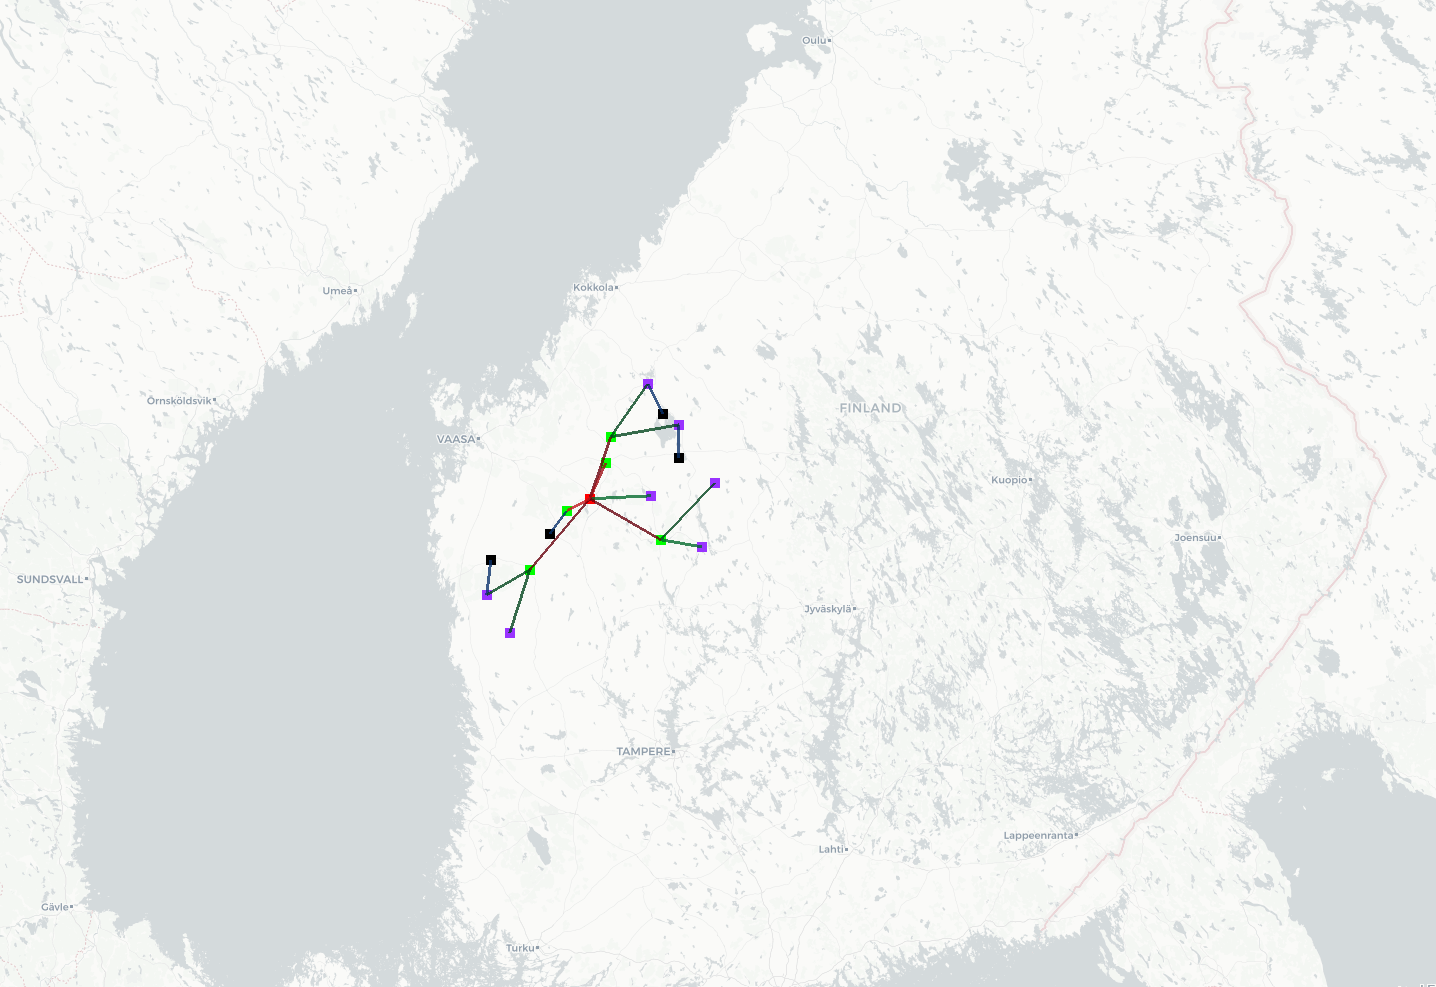 Oulu
Kokkola
Umeå
Örnsköldsvik
FINLAND
VAASA
Kuopio
Joensuu
SUNDSVALL
Jyväskylä
TAMPERE
Lappeenranta
Lahti
Gävle
Turku